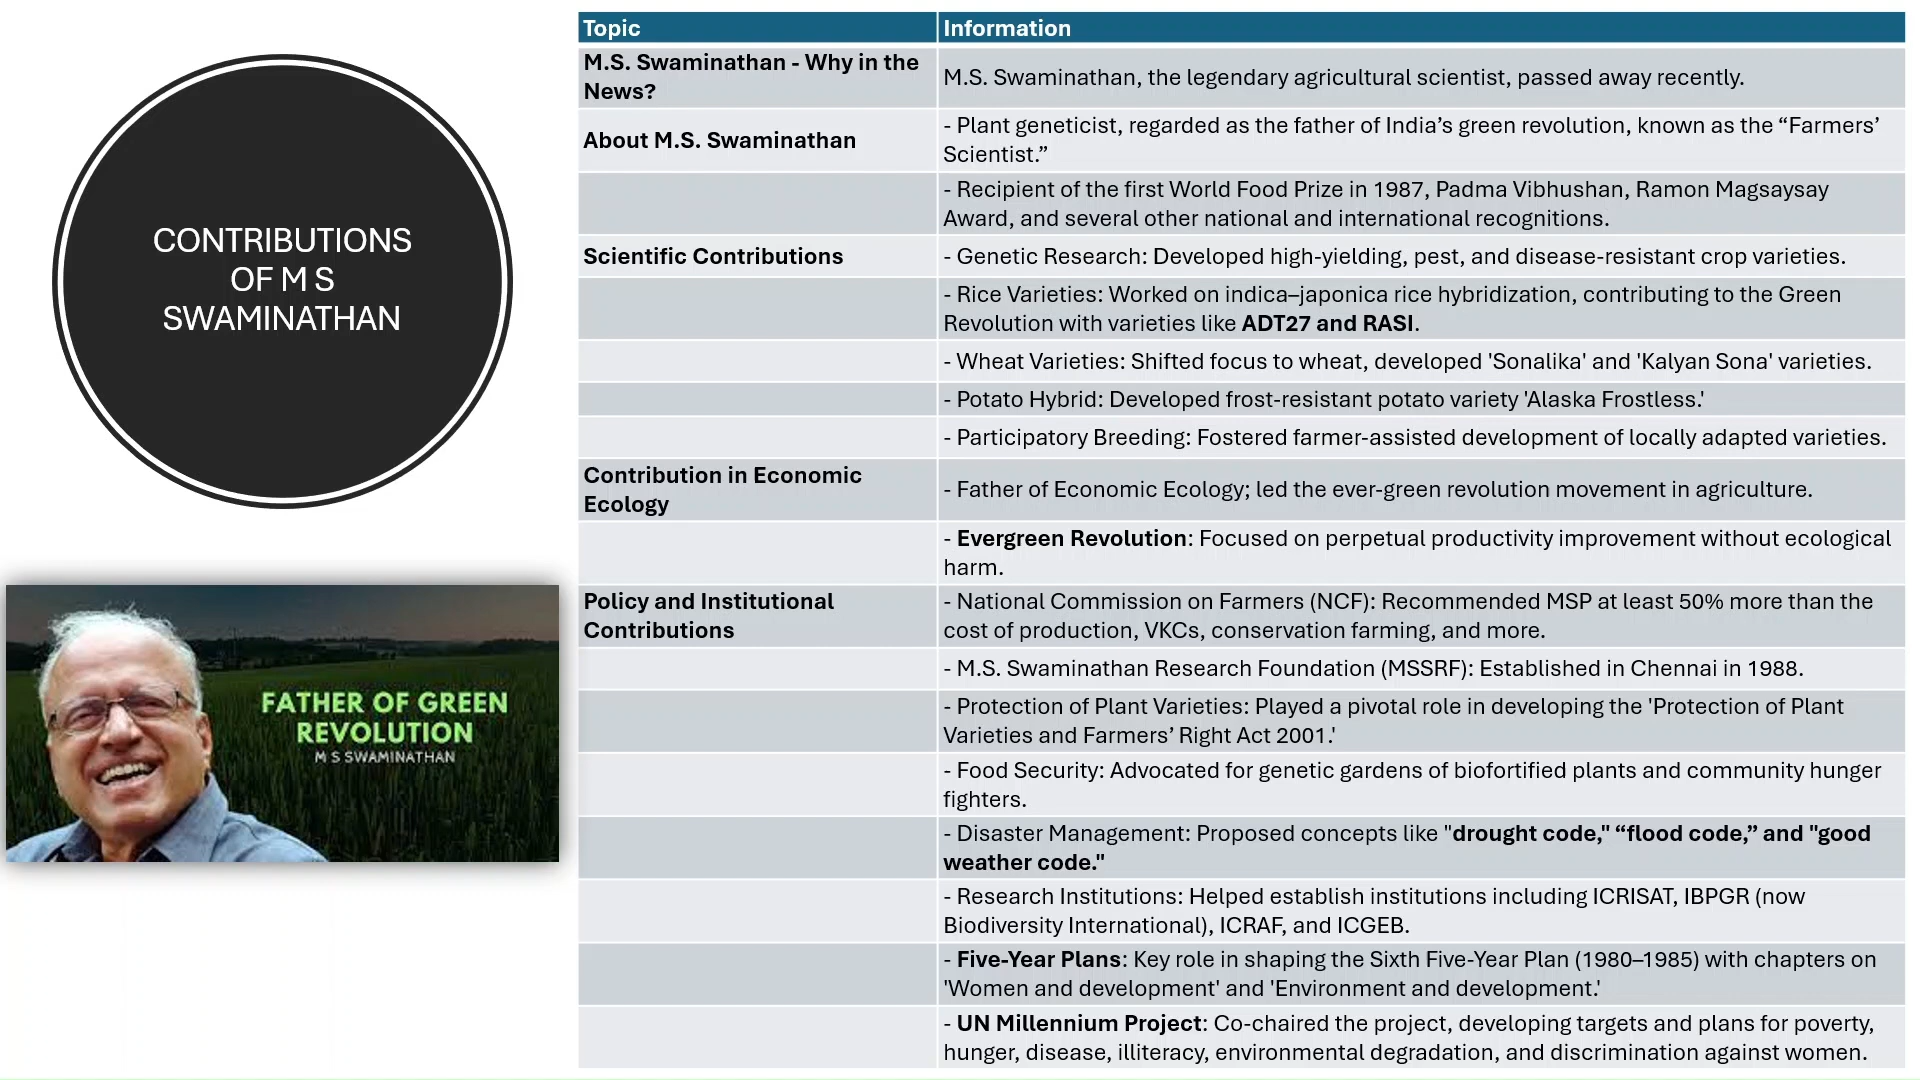 CONTRIBUTIONS
OF M S
SWAMINATHAN
FATHER OF GREEN
REVOLUTION
M S SWAMINATHAN
Topic
Information
M.S. Swaminathan - Why in the
News?
M.S. Swaminathan, the legendary agricultural scientist, passed away recently.
About M.S. Swaminathan
- Plant geneticist, regarded as the father of India’s green revolution, known as the “Farmers’
Scientist.”
- Recipient of the first World Food Prize in 1987, Padma Vibhushan, Ramon Magsaysay
Award, and several other national and international recognitions.
Scientific Contributions
- Genetic Research: Developed high-yielding, pest, and disease-resistant crop varieties.
- Rice Varieties: Worked on indica–japonica rice hybridization, contributing to the Green
Revolution with varieties like ADT27 and RASI.
- Wheat Varieties: Shifted focus to wheat, developed 'Sonalika' and 'Kalyan Sona' varieties.
- Potato Hybrid: Developed frost-resistant potato variety 'Alaska Frostless.'
- Participatory Breeding: Fostered farmer-assisted development of locally adapted varieties.
Contribution in Economic
Ecology
- Father of Economic Ecology; led the ever-green revolution movement in agriculture.
- Evergreen Revolution: Focused on perpetual productivity improvement without ecological
harm.
Policy and Institutional
Contributions
- National Commission on Farmers (NCF): Recommended MSP at least 50% more than the
cost of production, VKCs, conservation farming, and more.
- M.S. Swaminathan Research Foundation (MSSRF): Established in Chennai in 1988.
- Protection of Plant Varieties: Played a pivotal role in developing the 'Protection of Plant
Varieties and Farmers’ Right Act 2001.'
- Food Security: Advocated for genetic gardens of biofortified plants and community hunger
fighters.
- Disaster Management: Proposed concepts like "drought code," “flood code,” and "good
weather code."
- Research Institutions: Helped establish institutions including ICRISAT, IBPGR (now
Biodiversity International), ICRAF, and ICGEB.
- Five-Year Plans: Key role in shaping the Sixth Five-Year Plan (1980–1985) with chapters on
'Women and development' and 'Environment and development.'
- UN Millennium Project: Co-chaired the project, developing targets and plans for poverty,
hunger, disease, illiteracy, environmental degradation, and discrimination against women.